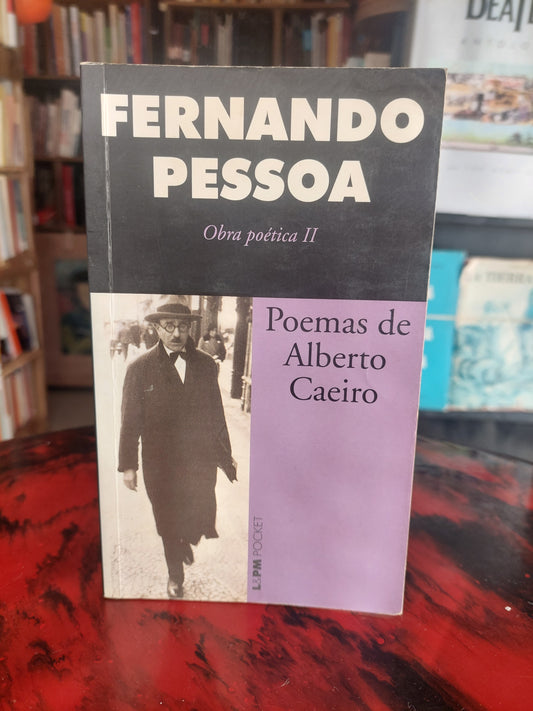 FERNANDO
PESSOA
Obra poética II
Poemas de
Alberto
Caeiro
L&PM POCKET